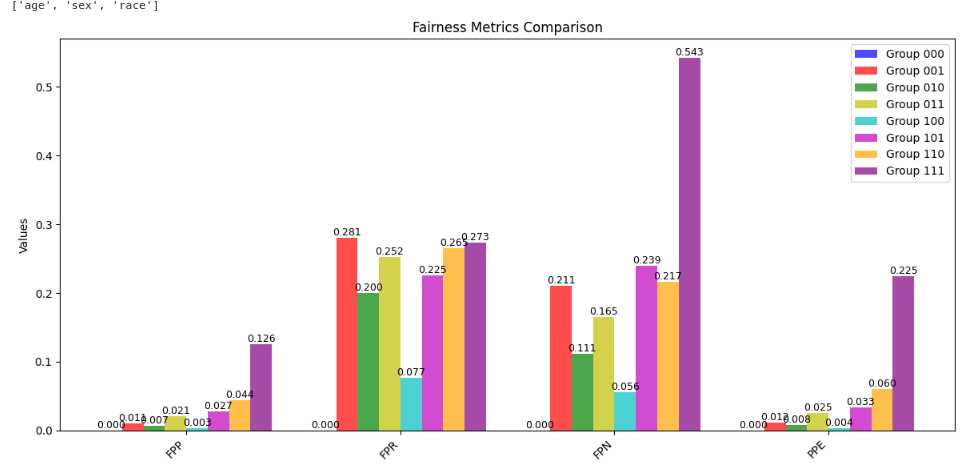 ['age', 'sex', 'race']
Fairness Metrics Comparison
Values
0.5
0.4
0.3
0.2
0.1
0.0
0.000
0.011
0.007
0.021
0.003
0.027
0.044
0.126
0.000
0.281
0.200
0.252
0.077
0.225
0.265
0.273
0.000
0.211
0.111
0.165
0.056
0.239
0.217
0.543
0.000
0.012
0.008
0.025
0.004
0.033
0.060
0.225
Group 000
Group 001
Group 010
Group 011
Group 100
Group 101
Group 110
Group 111
FPP
FPR
FPN
PPE